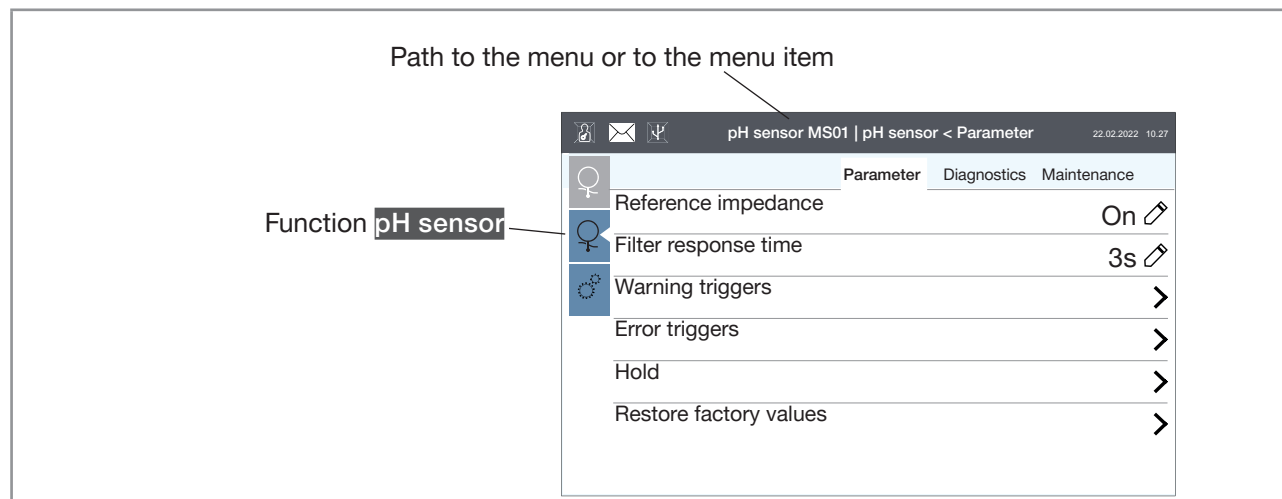 Path to the menu or to the menu item
pH sensor MS01 | pH sensor < Parameter 22.02.2022 10.27
Parameter Diagnostics Maintenance
Reference impedance On
Function pH sensor
Filter response time 3s
Warning triggers
Error triggers
Hold
Restore factory values